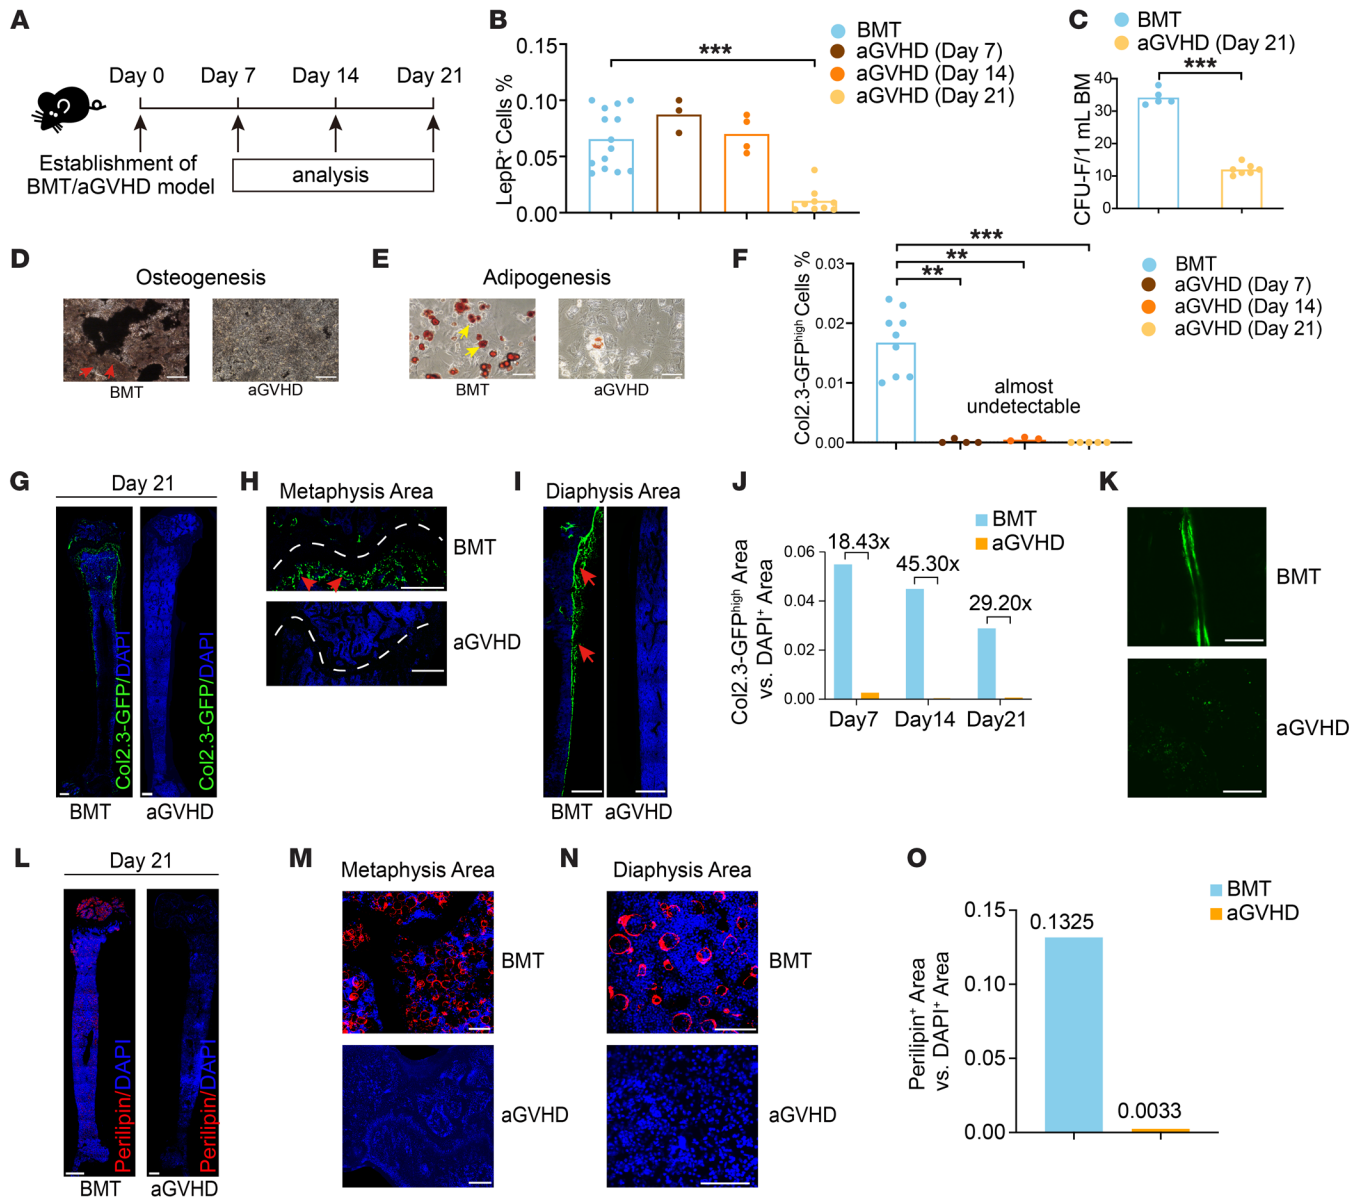 A
Day 0 Day 7 Day 14 Day 21
Establishment of
BMT/aGVHD model
analysis
B
LepR+ Cells %
0.15
0.10
0.05
0.00
***
BMT
aGVHD (Day 7)
aGVHD (Day 14)
aGVHD (Day 21)
C
BMT
aGVHD (Day 21)
CFU-F/1 mL BM
40
30
20
10
0
***
D
Osteogenesis
BMT aGVHD
E
Adipogenesis
BMT aGVHD
F
Col2.3-GFPhigh Cells %
0.03
0.02
0.01
0.00
***
**
**
almost
undetectable
BMT
aGVHD (Day 7)
aGVHD (Day 14)
aGVHD (Day 21)
G
Day 21
Col2.3-GFP/DAPI
Col2.3-GFP/DAPI
BMT aGVHD
H
Metaphysis Area
BMT
aGVHD
I
Diaphysis Area
BMT aGVHD
J
Col2.3-GFPhigh Area
vs. DAPI+ Area
BMT
aGVHD
0.06
0.04
0.02
0.00
18.43x
45.30x
29.20x
Day7 Day14 Day21
K
BMT
aGVHD
L
Day 21
Perilipin/DAPI
Perilipin/DAPI
BMT aGVHD
M
Metaphysis Area
BMT
aGVHD
N
Diaphysis Area
BMT
aGVHD
O
Perilipin+ Area
vs. DAPI+ Area
BMT
aGVHD
0.15
0.10
0.05
0.00
0.1325
0.0033